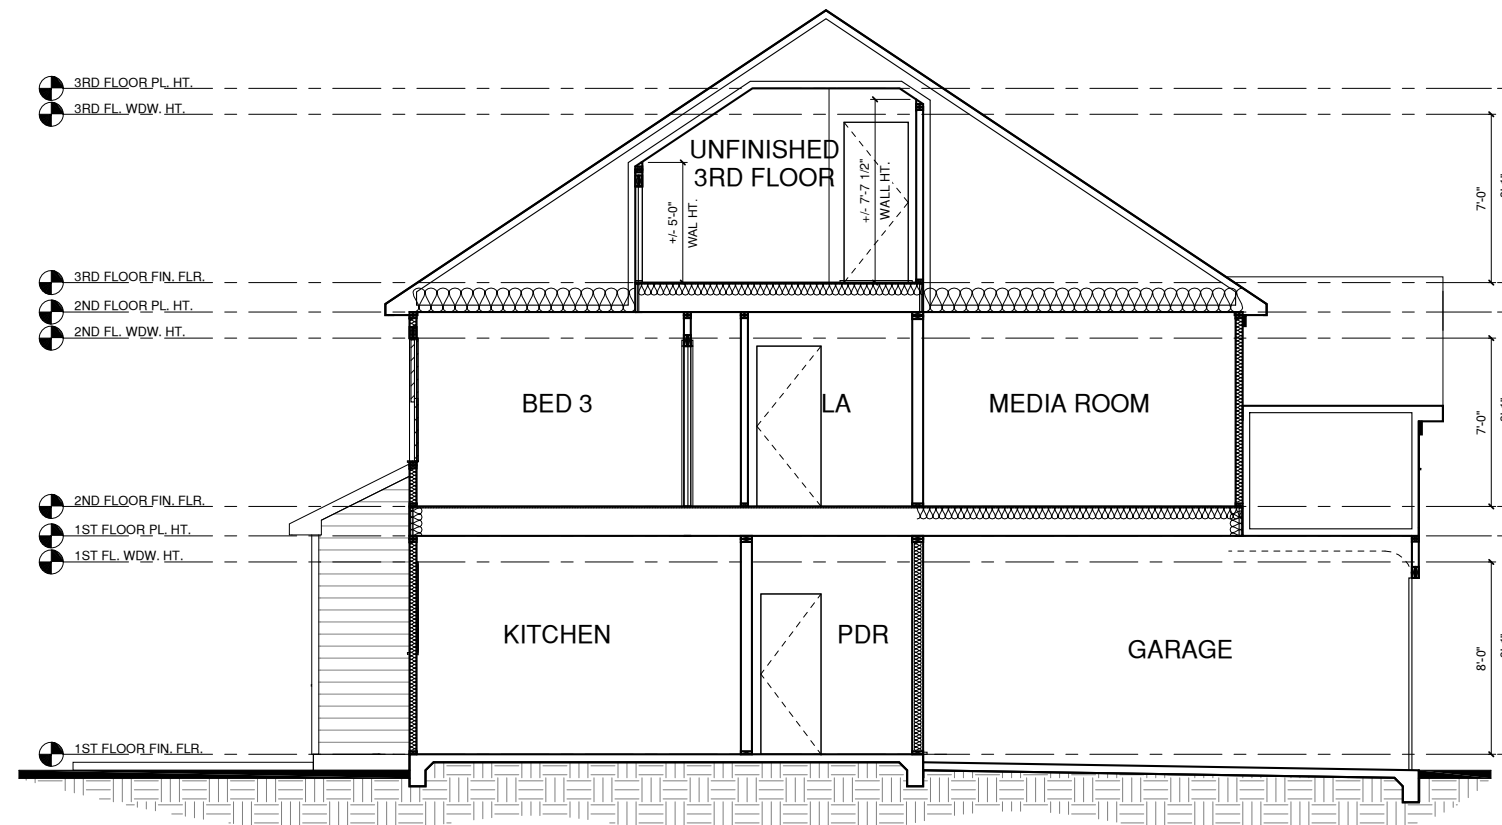 3RD FLOOR PL. HT.
3RD FL. WDW. HT.
UNFINISHED
3RD FLOOR
+/- 5'-0"
WAL HT.
+/- 7'-7 1/2"
WALL HT.
7'-0"
3RD FLOOR FIN. FLR.
2ND FLOOR PL. HT.
2ND FL. WDW. HT.
BED 3
LA
MEDIA ROOM
7'-0"
2ND FLOOR FIN. FLR.
1ST FLOOR PL. HT.
1ST FL. WDW. HT.
KITCHEN
PDR
GARAGE
8'-0"
1ST FLOOR FIN. FLR.